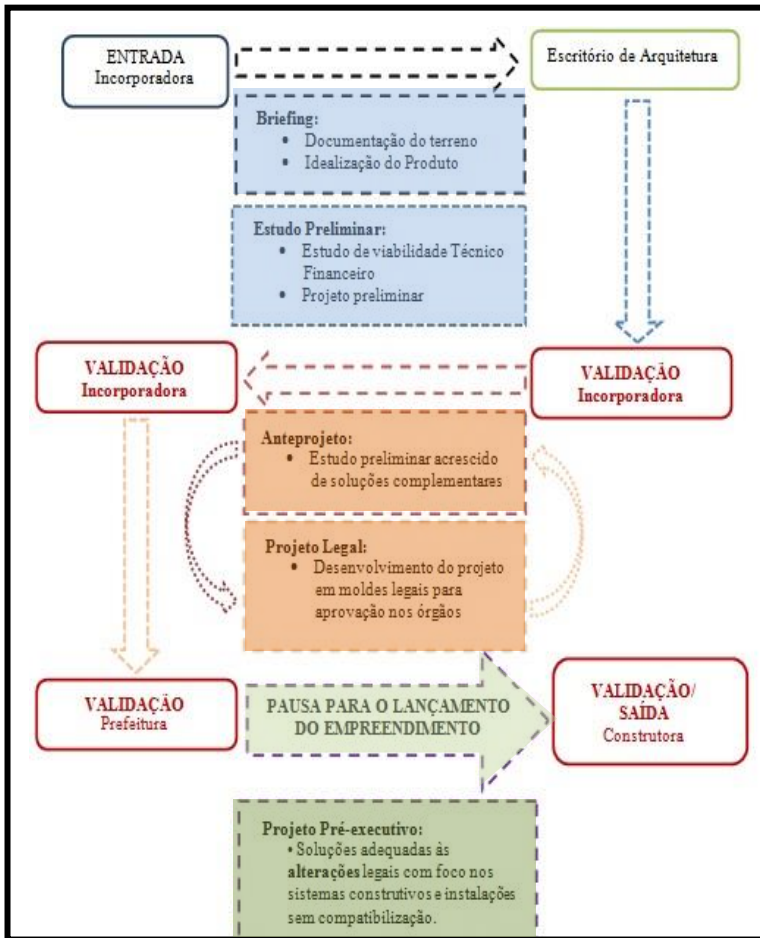 ENTRADA
Incorporadora
Escritório de Arquitetura
Briefing:
• Documentação do terreno
• Idealização do Produto
Estudo Preliminar:
• Estudo de viabilidade Técnico
Financeiro
• Projeto preliminar
VALIDAÇÃO
Incorporadora
VALIDAÇÃO
Incorporadora
Anteprojeto:
• Estudo preliminar acrescido
de soluções complementares
Projeto Legal:
• Desenvolvimento do projeto
em moldes legais para
aprovação nos órgãos
VALIDAÇÃO
Prefeitura
PAUSA PARA O LANÇAMENTO
DO EMPREENDIMENTO
VALIDAÇÃO/
SAÍDA
Construtora
Projeto Pré-executivo:
• Soluções adequadas às
alterações legais com foco nos
sistemas construtivos e instalações
sem compatibilização.